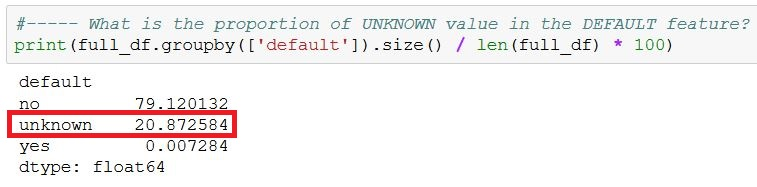 #----- What is the proportion of UNKNOWN value in the DEFAULT feature?
print(full_df.groupby(['default']).size() / len(full_df) * 100)
default
no 79.120132
unknown 20.872584
yes 0.007284
dtype: float64